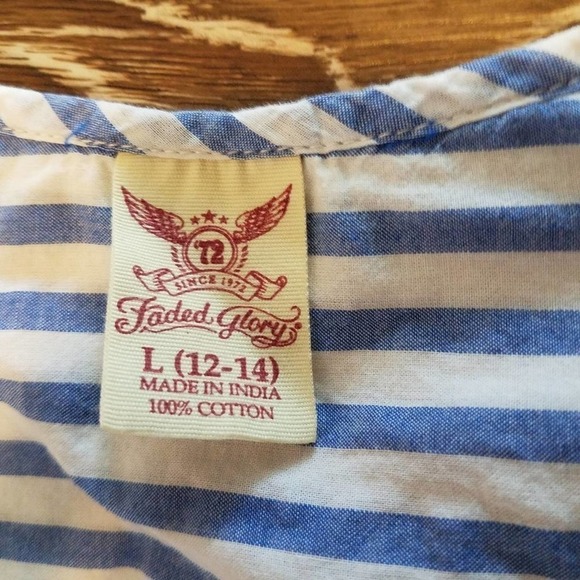 '72
SINCE 1972
Faded Glory®
L (12-14)
MADE IN INDIA
100% COTTON